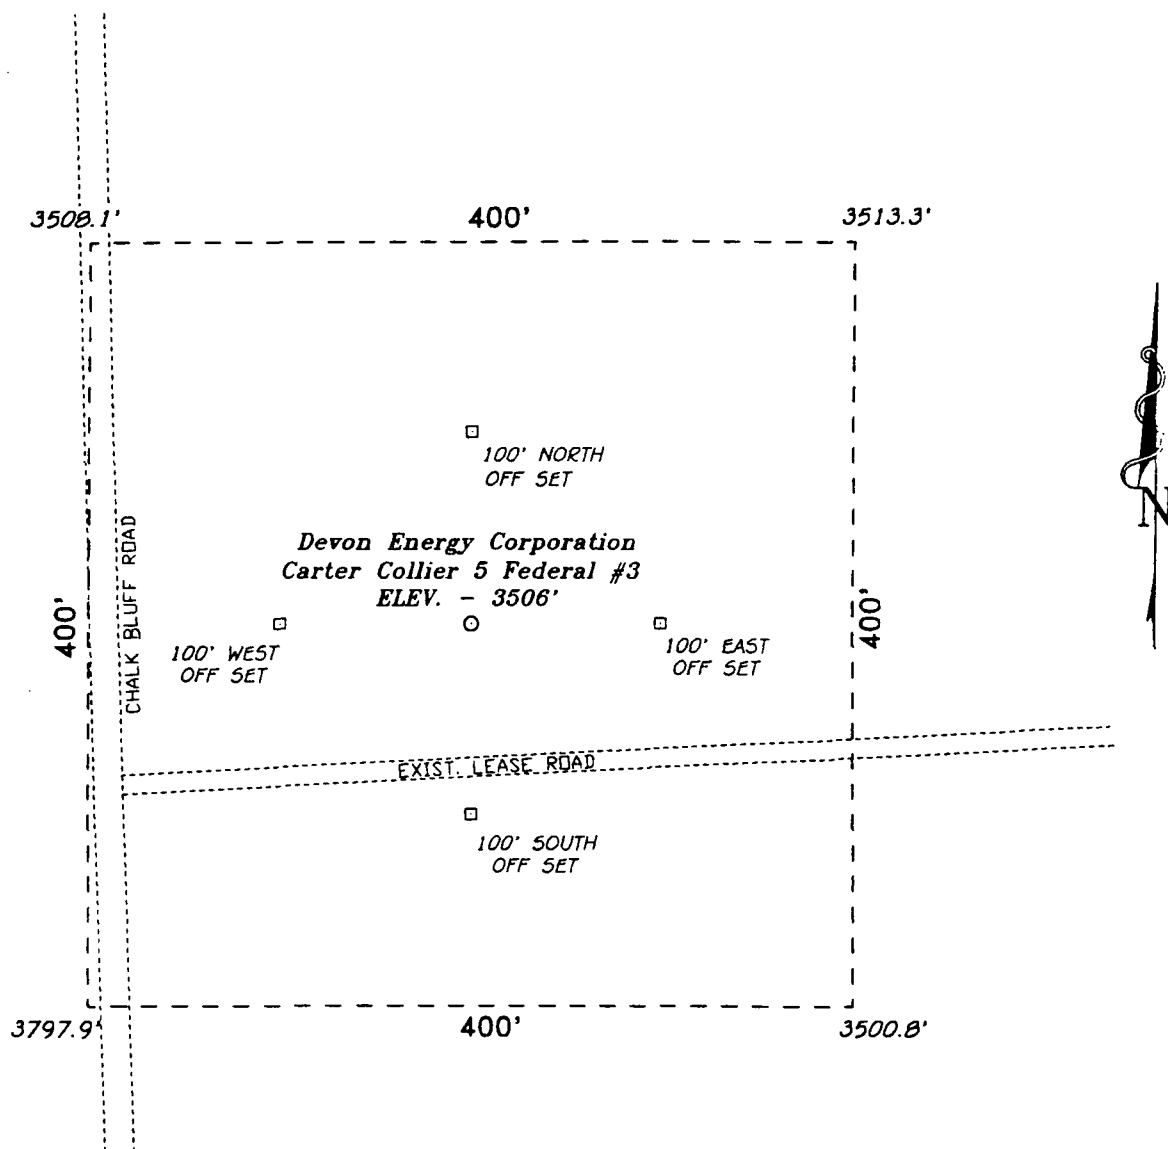 3508.1'
400'
3513.3'
100' NORTH
OFF SET
N
Devon Energy Corporation
Carter Collier 5 Federal #3
ELEV. - 3506'
400'
CHALK BLUFF ROAD
100' WEST
OFF SET
100' EAST
OFF SET
400'
EXIST. LEASE ROAD
100' SOUTH
OFF SET
3797.9'
400'
3500.8'